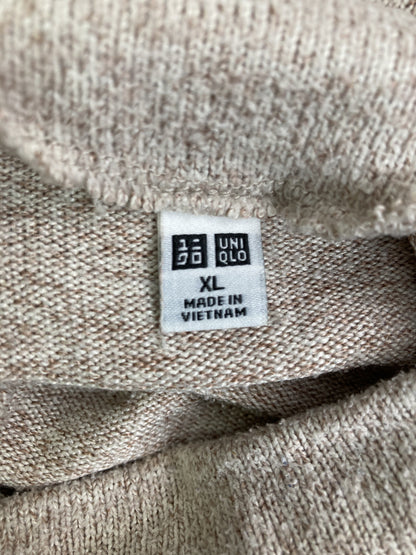 ユニ UNI
クロ QLO
XL
MADE IN
VIETNAM